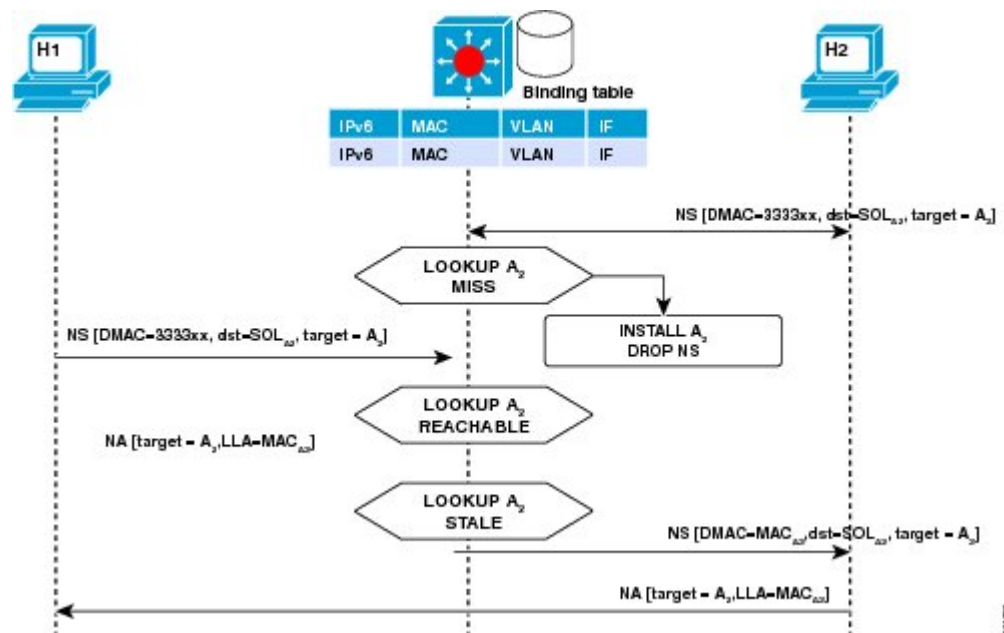 H1
H2
Binding table
IPv6 MAC VLAN IF
IPv6 MAC VLAN IF
NS [DMAC=3333xx, dst=SOLA2, target = A2]
LOOKUP A2
MISS
INSTALL A2
DROP NS
NS [DMAC=3333xx, dst=SOLA2, target = A2]
LOOKUP A2
REACHABLE
NA [target = A2,LLA=MACA2]
LOOKUP A2
STALE
NS [DMAC=MACA2,dst=SOLA2, target = A2]
NA [target = A2,LLA=MACA2]